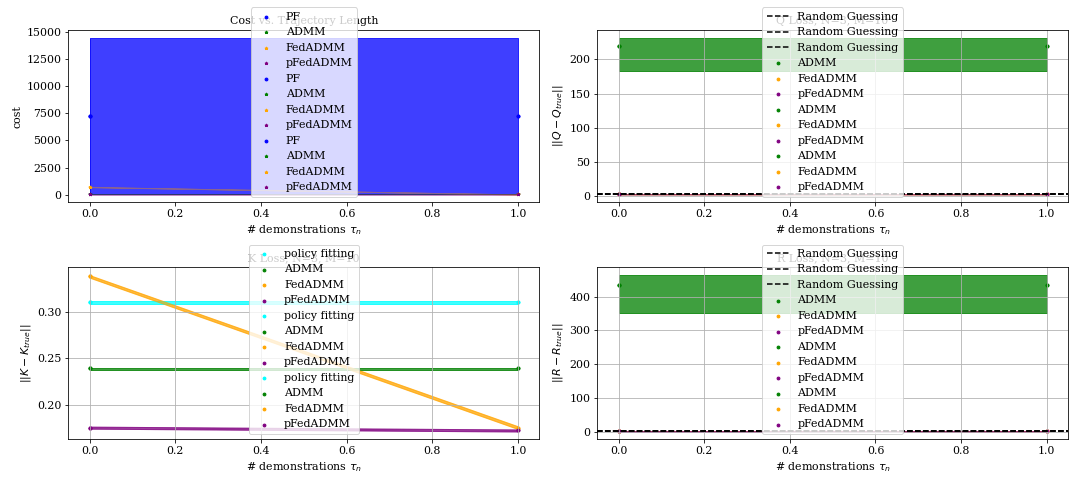 Cost vs. Trajectory Length
PF
ADMM
FedADMM
pFedADMM
PF
ADMM
FedADMM
pFedADMM
PF
ADMM
FedADMM
pFedADMM
15000
12500
10000
7500
5000
2500
0
cost
0.0 0.2 0.4 0.6 0.8 1.0
# demonstrations τn
Random Guessing
Random Guessing
Random Guessing
ADMM
FedADMM
pFedADMM
ADMM
FedADMM
pFedADMM
ADMM
FedADMM
pFedADMM
200
150
100
50
0
||Q − Qtrue||
0.0 0.2 0.4 0.6 0.8 1.0
# demonstrations τn
K Loss,
policy fitting
ADMM
FedADMM
pFedADMM
policy fitting
ADMM
FedADMM
pFedADMM
policy fitting
ADMM
FedADMM
pFedADMM
0.30
0.25
0.20
||K − Ktrue||
0.0 0.2 0.4 0.6 0.8 1.0
# demonstrations τn
R Loss,
Random Guessing
Random Guessing
Random Guessing
ADMM
FedADMM
pFedADMM
ADMM
FedADMM
pFedADMM
ADMM
FedADMM
pFedADMM
400
300
200
100
0
||R − Rtrue||
0.0 0.2 0.4 0.6 0.8 1.0
# demonstrations τn